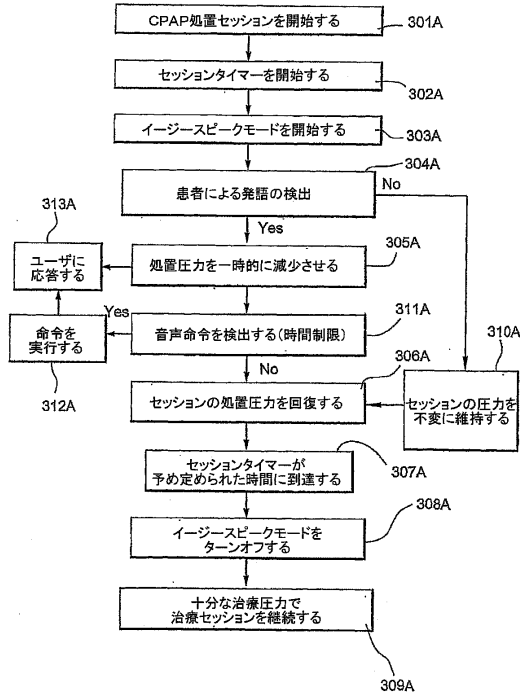 CPAP処置セッションを開始する
301A
セッションタイマーを開始する
302A
イージースピークモードを開始する
303A
304A
患者による発語の検出
No
Yes
313A
ユーザに
応答する
305A
処置圧力を一時的に減少させる
Yes
311A
音声命令を検出する(時間制限)
命令を
実行する
312A
No
306A
310A
セッションの処置圧力を回復する
セッションの圧力を
不変に維持する
307A
セッションタイマーが
予め定められた時間に到達する
308A
イージースピークモードを
ターンオフする
十分な治療圧力で
治療セッションを継続する
309A